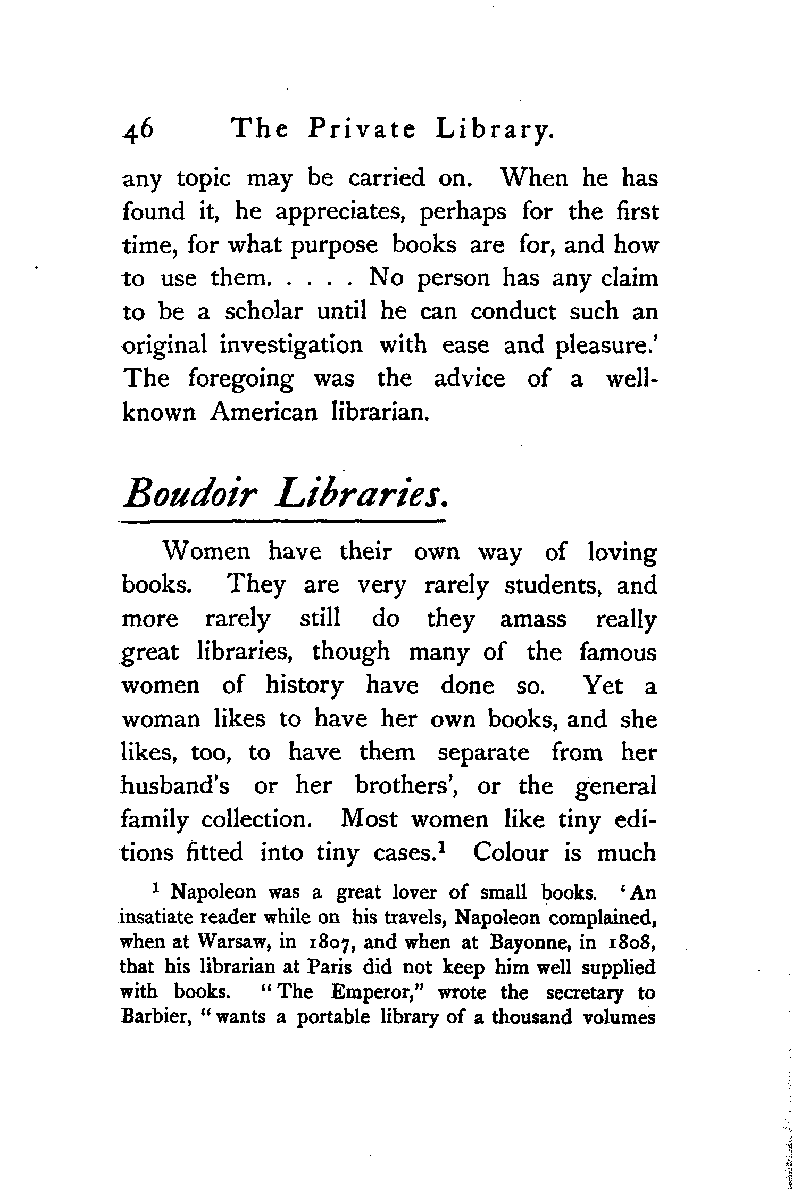 46 The Private Library.
any topic may be carried on. When he has
found it, he appreciates, perhaps for the first
time, for what purpose books are for, and how
to use them. . . . . . No person has any claim
to be a scholar until he can conduct such an
original investigation with ease and pleasure.'
The foregoing was the advice of a well-
known American librarian.
Boudoir Libraries.
Women have their own way of loving
books. They are very rarely students, and
more rarely still do they amass really
great libraries, though many of the famous
women of history have done so. Yet a
woman likes to have her own books, and she
likes, too, to have them separate from her
husband's or her brothers', or the general
family collection. Most women like tiny edi-
tions fitted into tiny cases.¹ Colour is much
¹ Napoleon was a great lover of small books. 'An
insatiate reader while on his travels, Napoleon complained,
when at Warsaw, in 1807, and when at Bayonne, in 1808,
that his librarian at Paris did not keep him well supplied
with books. "The Emperor," wrote the secretary to
Barbier, "wants a portable library of a thousand volumes